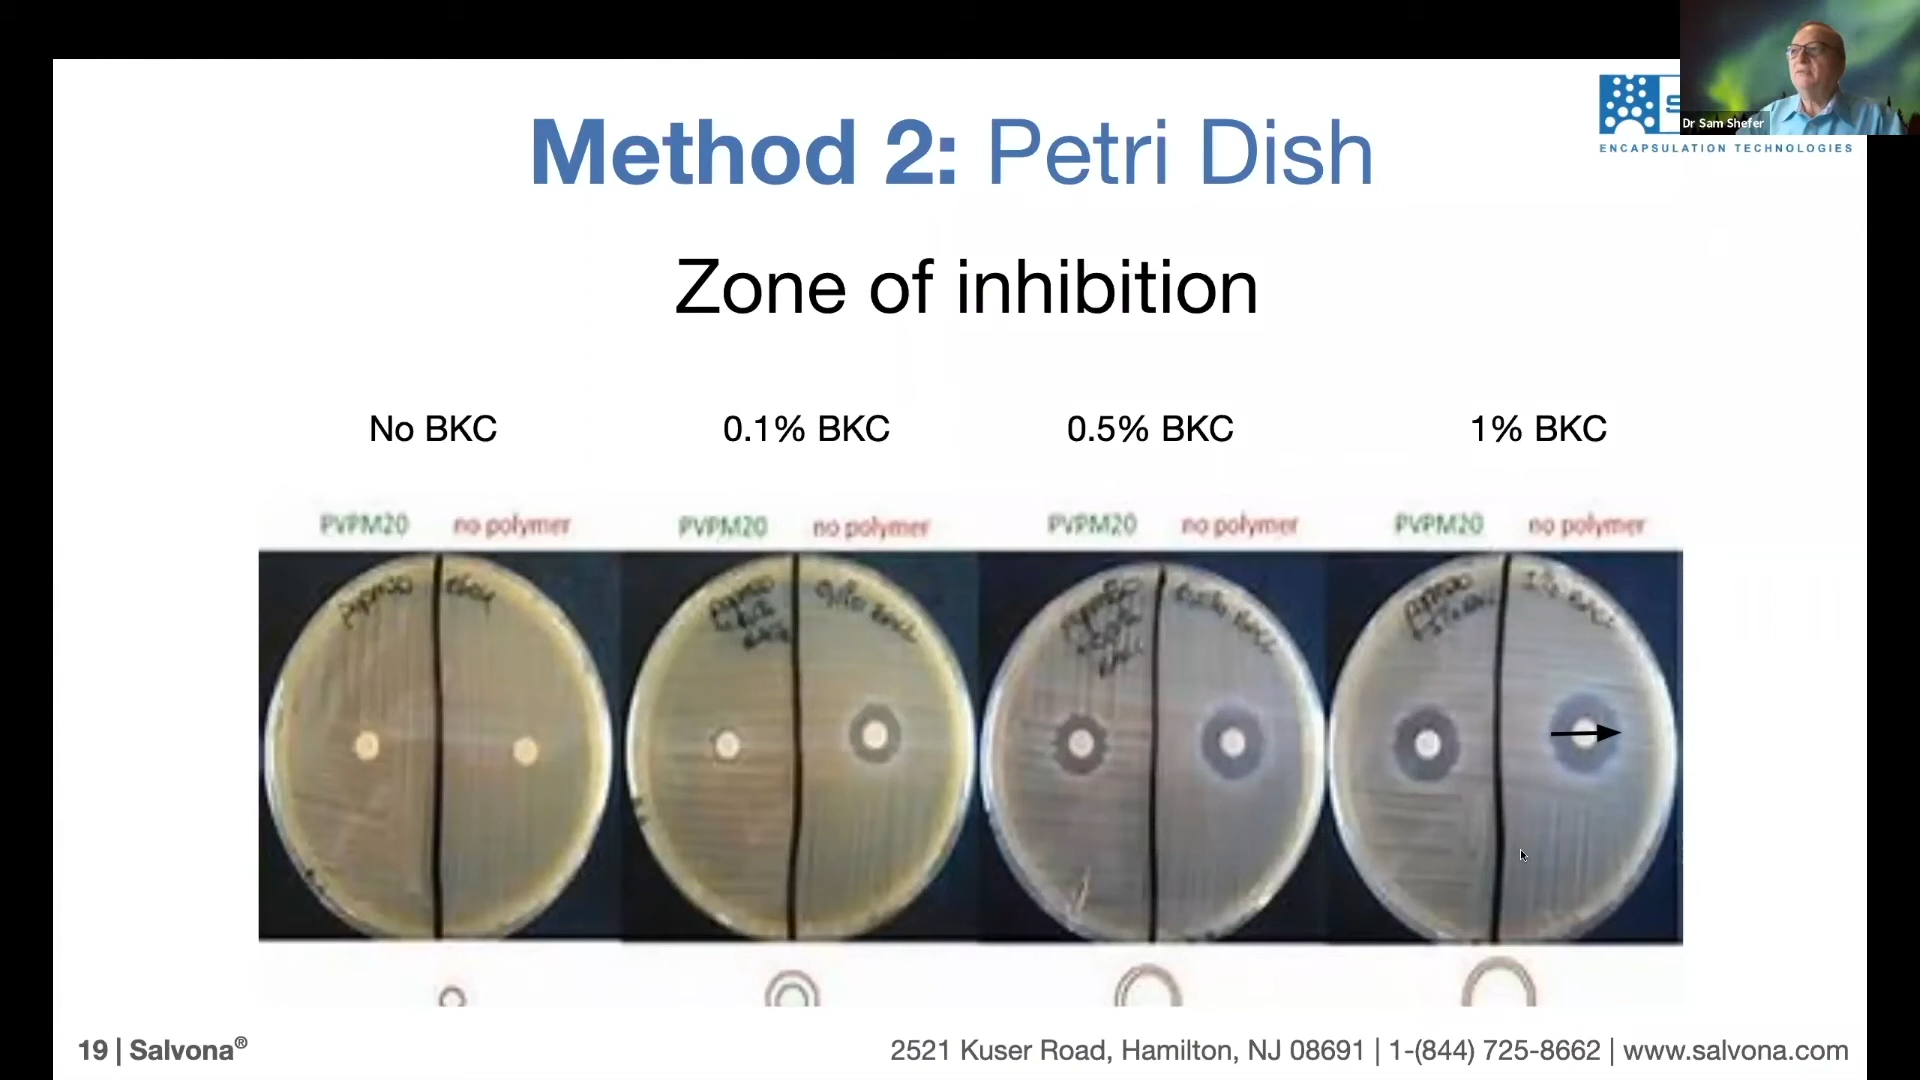 Dr Sam Shefer
ENCAPSULATION TECHNOLOGIES
Method 2: Petri Dish
Zone of inhibition
No BKC
0.1% BKC
0.5% BKC
1% BKC
PVPM20 no polymer
PVPM20 no polymer
PVPM20 no polymer
PVPM20 no polymer
19 | Salvona®
2521 Kuser Road, Hamilton, NJ 08691 | 1-(844) 725-8662 | www.salvona.com